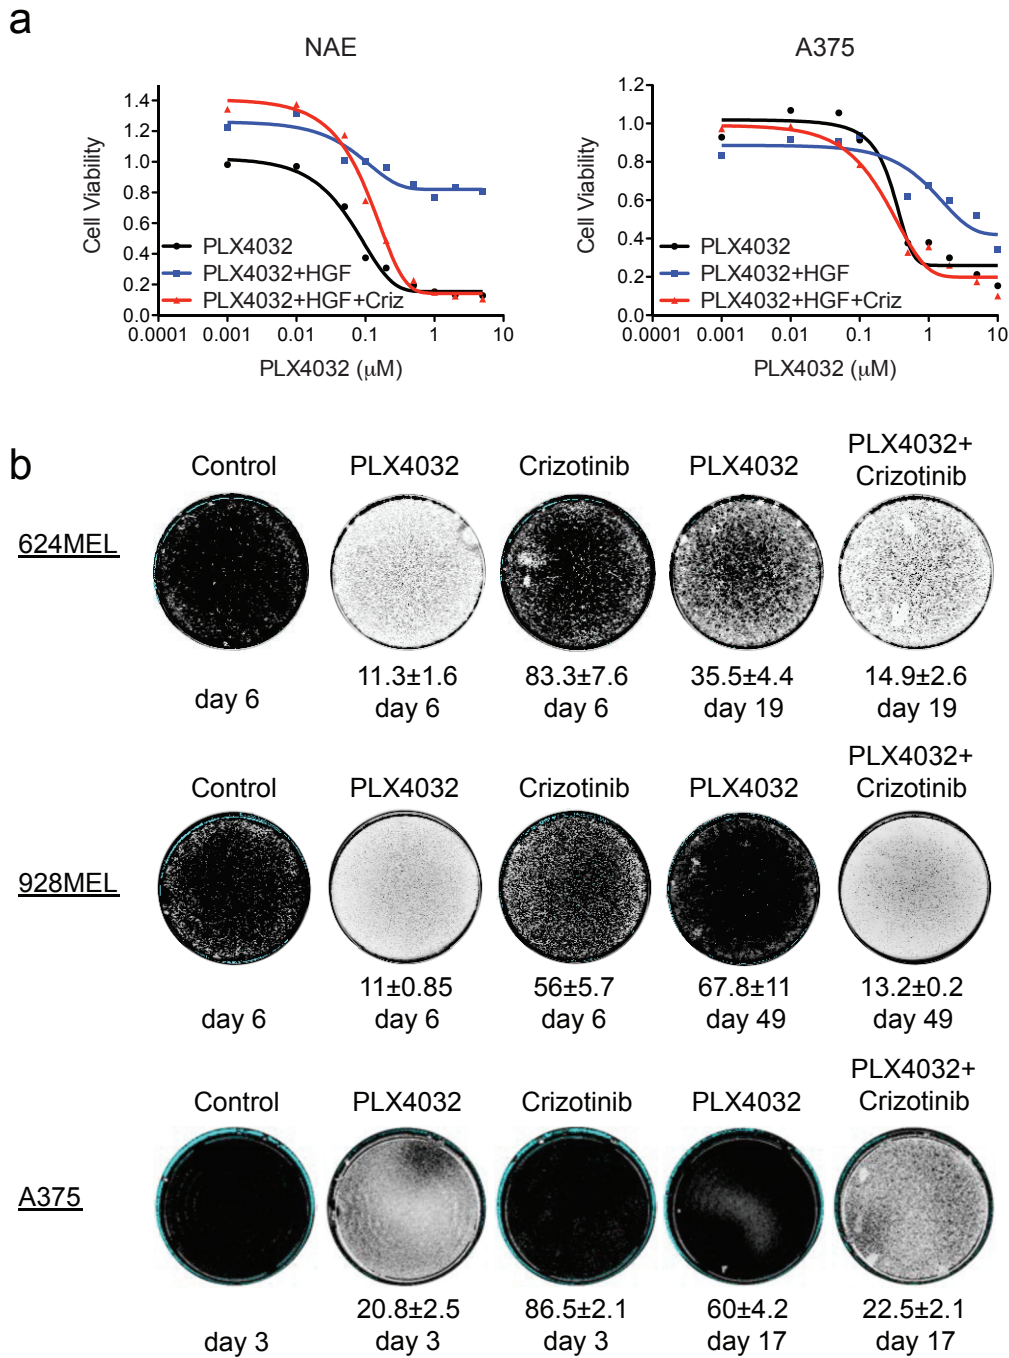 a
NAE
A375
1.4
1.2
1.0
0.8
0.6
0.4
0.2
0.0
Cell Viability
PLX4032
PLX4032+HGF
PLX4032+HGF+Criz
0.0001 0.001 0.01 0.1 1 10
PLX4032 (µM)
1.2
1.0
0.8
0.6
0.4
0.2
0.0
Cell Viability
PLX4032
PLX4032+HGF
PLX4032+HGF+Criz
0.0001 0.001 0.01 0.1 1 10
PLX4032 (µM)
b
Control PLX4032 Crizotinib PLX4032 PLX4032+
Crizotinib
624MEL
11.3±1.6 83.3±7.6 35.5±4.4 14.9±2.6
day 6 day 6 day 6 day 19 day 19
Control PLX4032 Crizotinib PLX4032 PLX4032+
Crizotinib
928MEL
11±0.85 56±5.7 67.8±11 13.2±0.2
day 6 day 6 day 6 day 49 day 49
Control PLX4032 Crizotinib PLX4032 PLX4032+
Crizotinib
A375
20.8±2.5 86.5±2.1 60±4.2 22.5±2.1
day 3 day 3 day 3 day 17 day 17